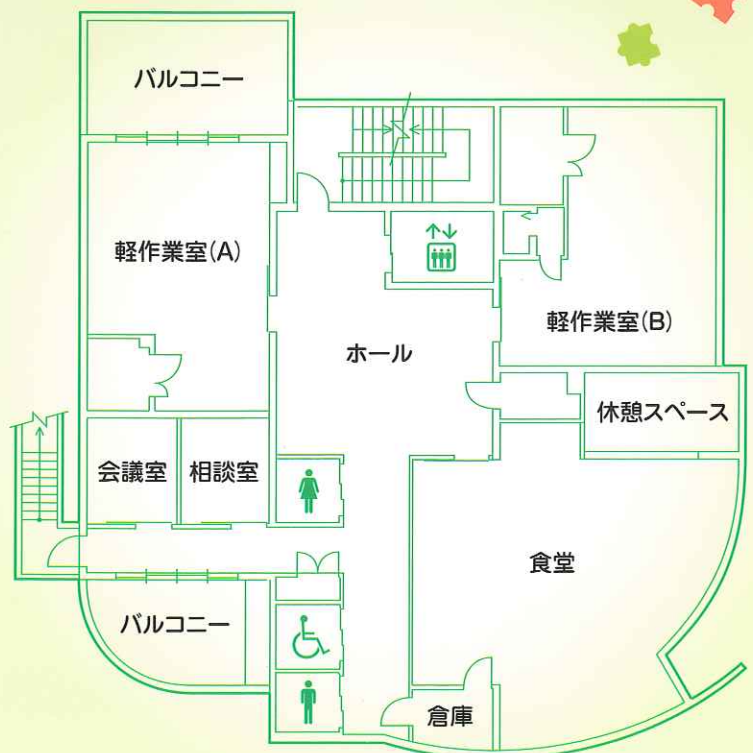 バルコニー
軽作業室(A)
軽作業室(B)
ホール
休憩スペース
会議室
相談室
食堂
バルコニー
倉庫